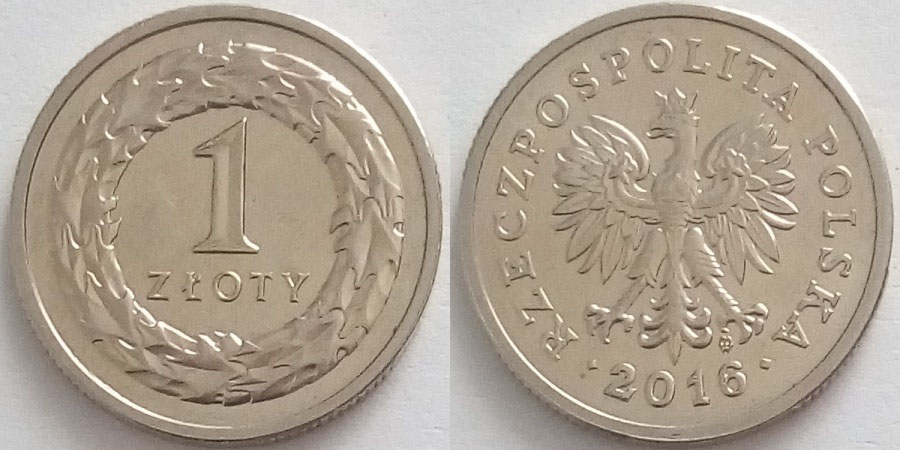 1
ZŁOTY
RZECZPOSPOLITA POLSKA
·2016·